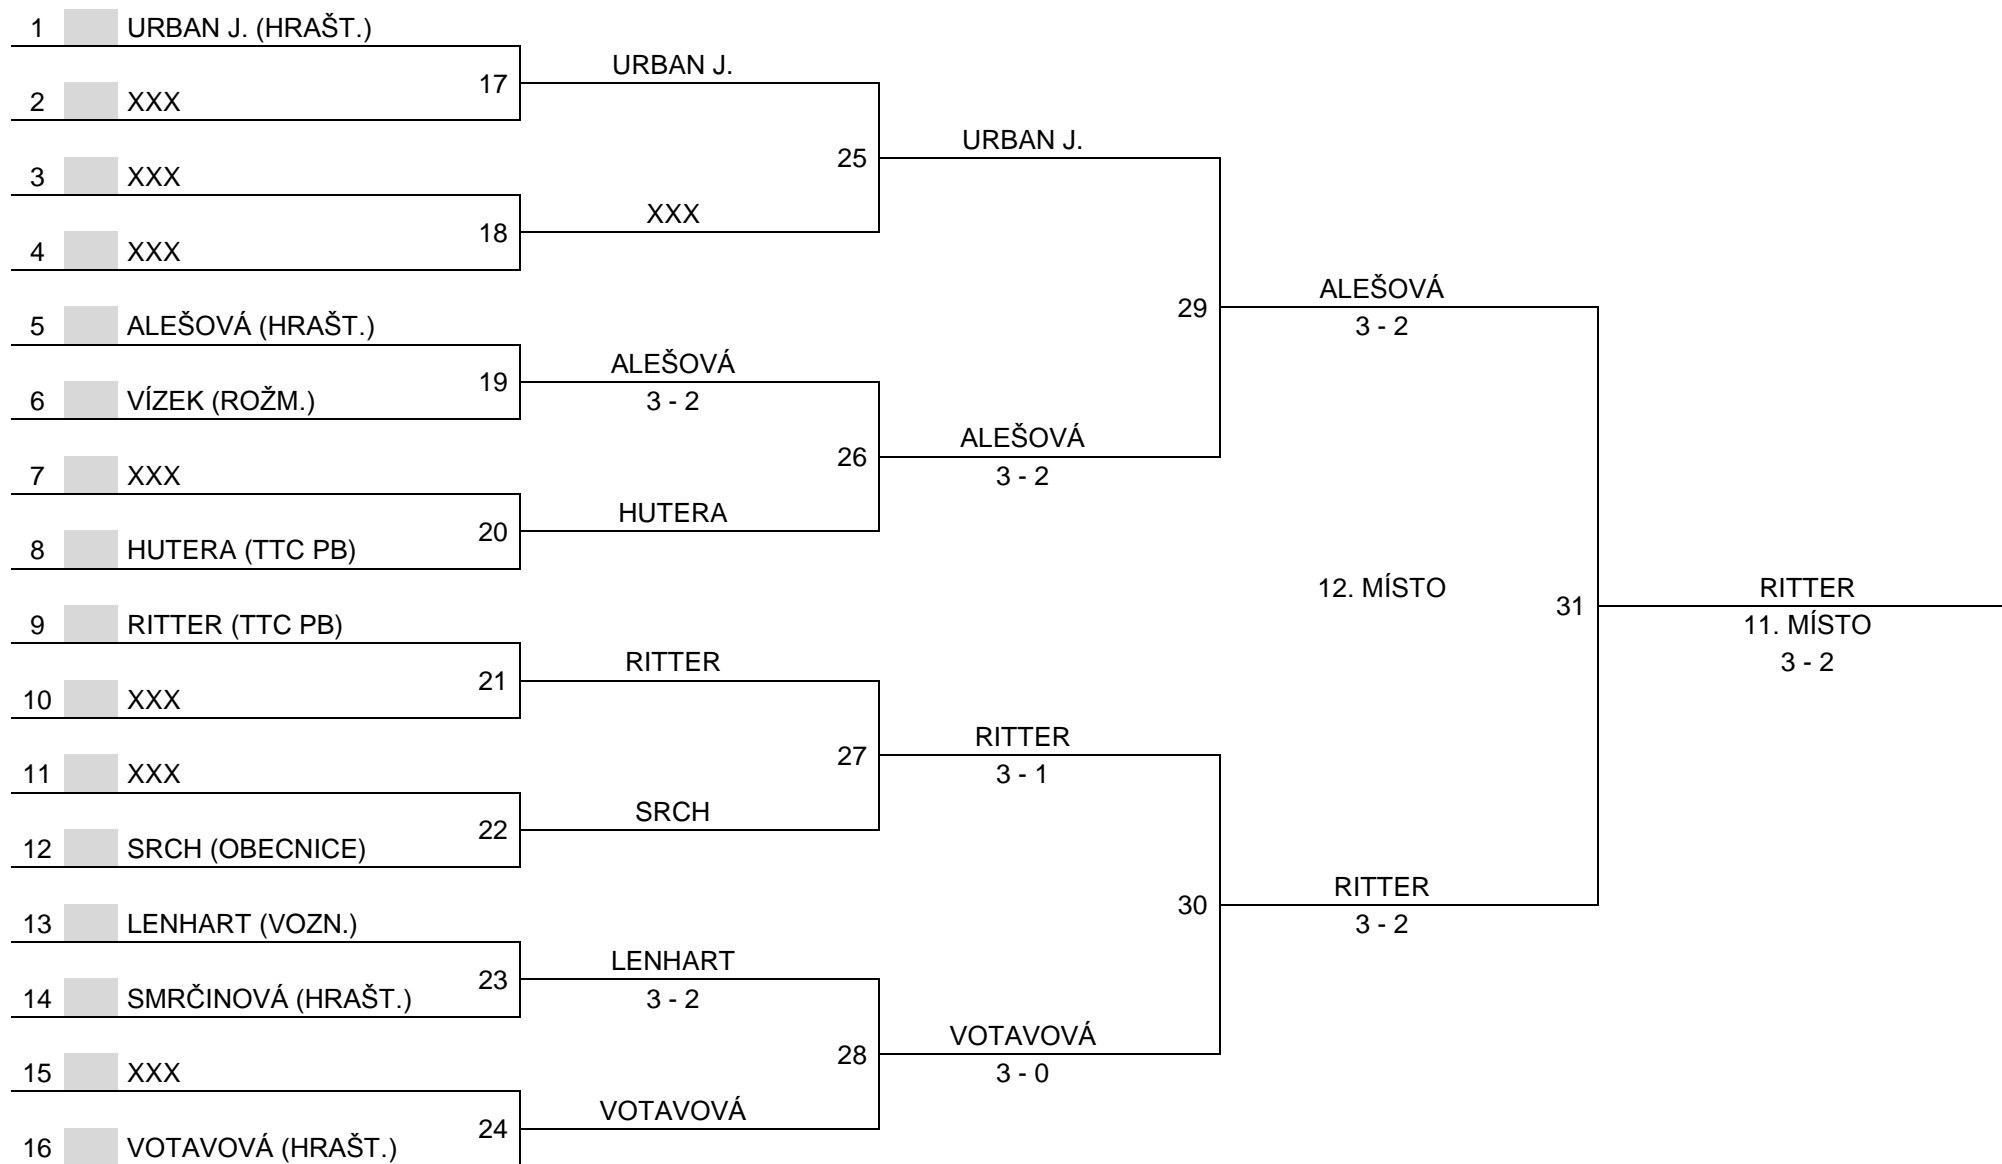 1 URBAN J. (HRAŠT.)
URBAN J.
17
2 XXX
URBAN J.
25
3 XXX
XXX
18
4 XXX
ALEŠOVÁ
29
3 - 2
5 ALEŠOVÁ (HRAŠT.)
ALEŠOVÁ
19
3 - 2
6 VÍZEK (ROŽM.)
ALEŠOVÁ
26
3 - 2
7 XXX
HUTERA
20
8 HUTERA (TTC PB)
12. MÍSTO
31
RITTER
11. MÍSTO
3 - 2
9 RITTER (TTC PB)
RITTER
21
10 XXX
RITTER
27
3 - 1
11 XXX
SRCH
22
12 SRCH (OBECNICE)
RITTER
30
3 - 2
13 LENHART (VOZN.)
LENHART
23
3 - 2
14 SMRČINOVÁ (HRAŠT.)
VOTAVOVÁ
28
3 - 0
15 XXX
VOTAVOVÁ
24
16 VOTAVOVÁ (HRAŠT.)